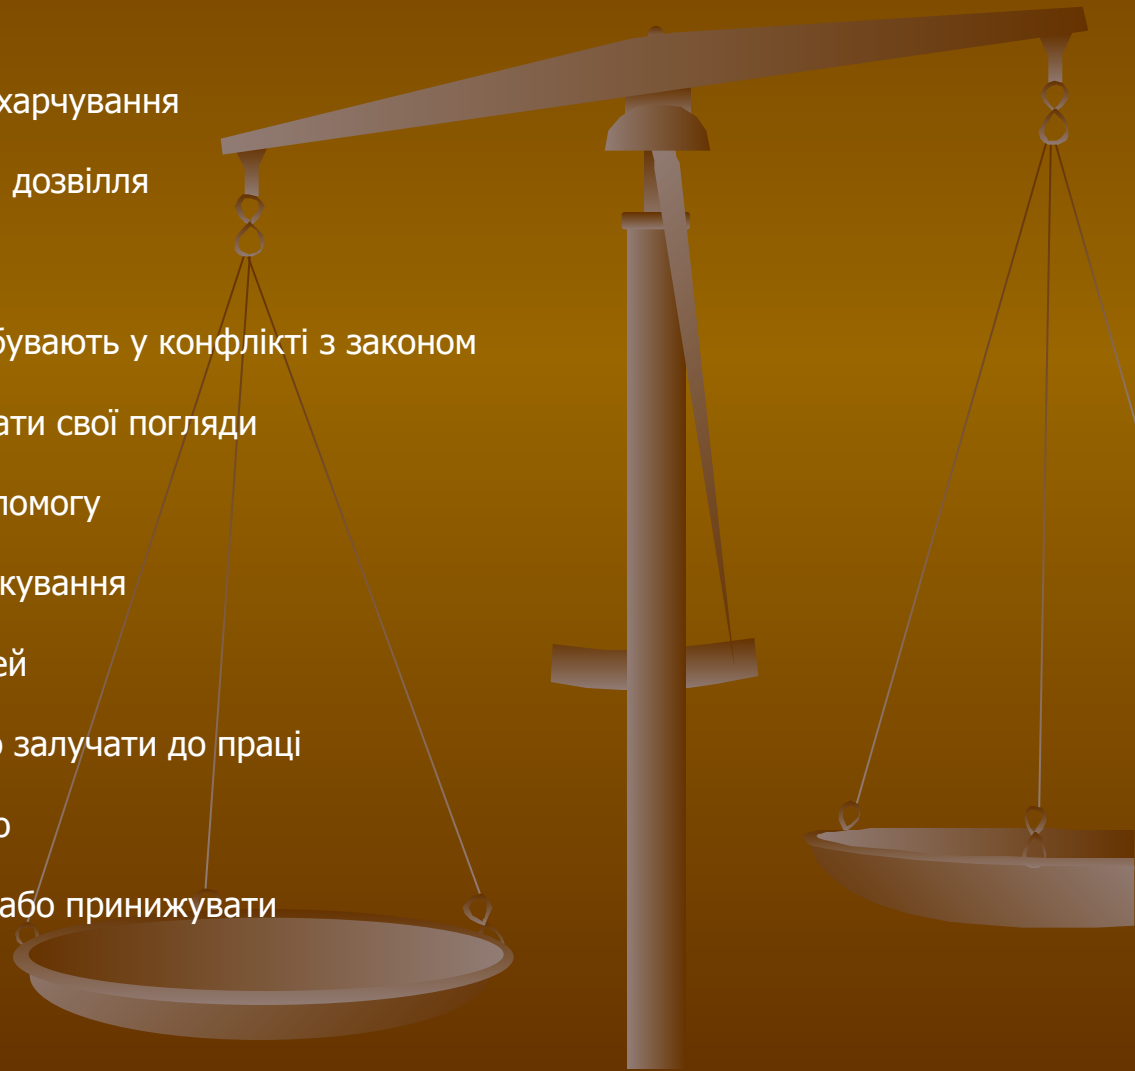 харчування
дозвілля
бувають у конфлікті з законом
ати свої погляди
помогу
кування
ей
залучати до праці
або принижувати